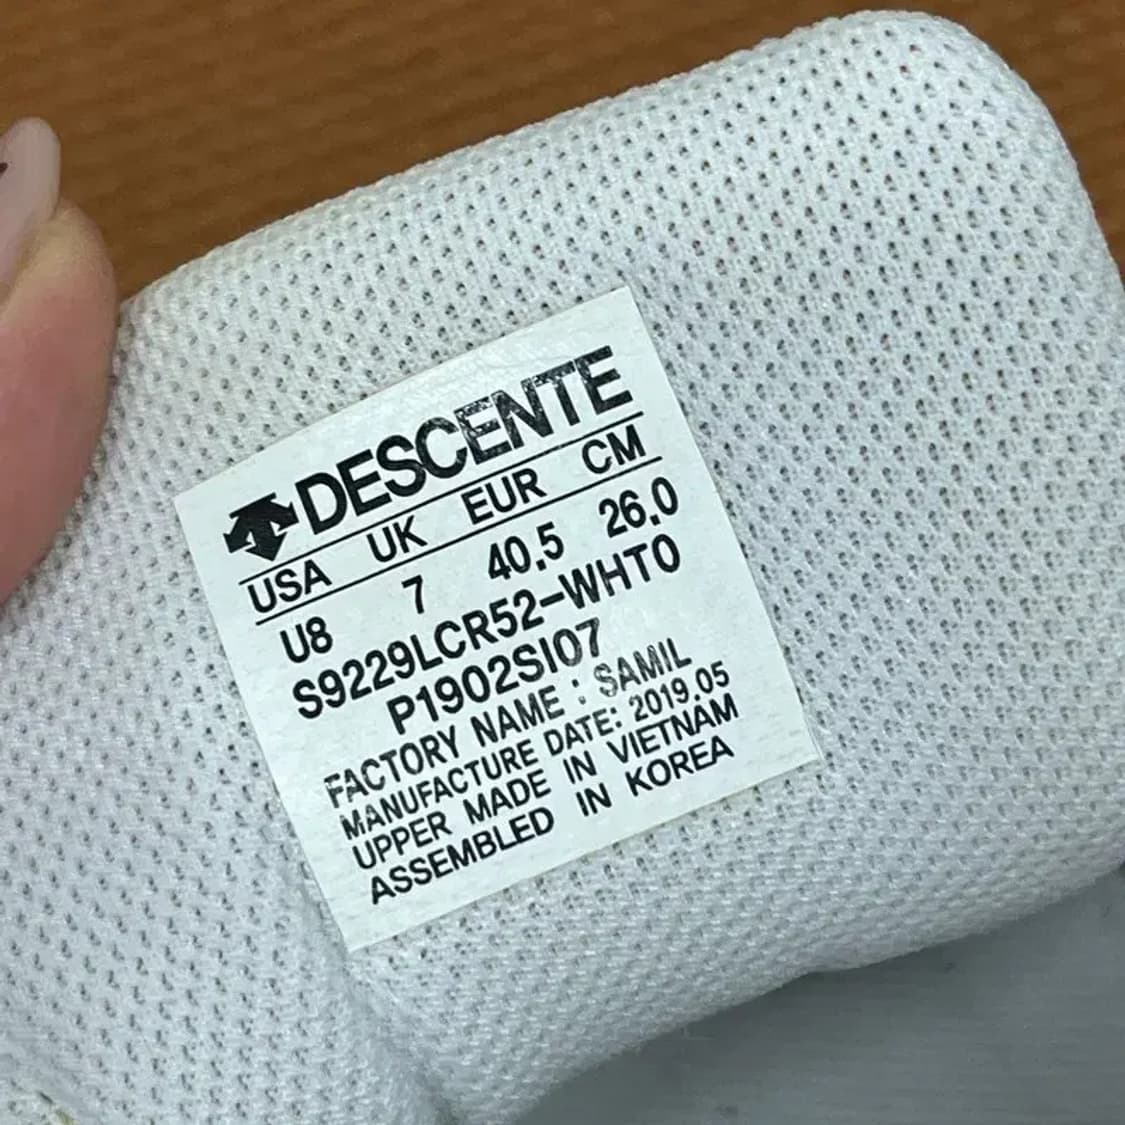 DESCENTE
USA UK EUR CM
U8 7 40.5 26.0
S9229LCR52-WHT0
P1902SI07
FACTORY NAME : SAMIL
MANUFACTURE DATE: 2019.05
UPPER MADE IN VIETNAM
ASSEMBLED IN KOREA